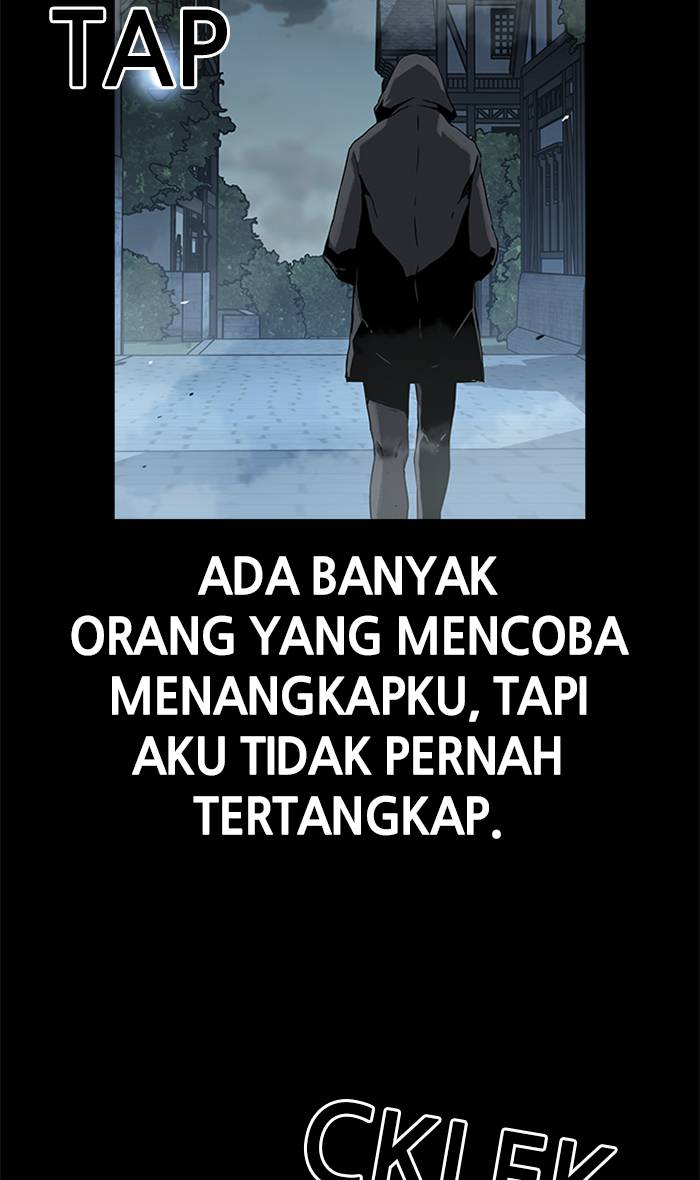 TAP
ADA BANYAK
ORANG YANG MENCOBA
MENANGKAPKU, TAPI
AKU TIDAK PERNAH
TERTANGKAP.
CKLEK